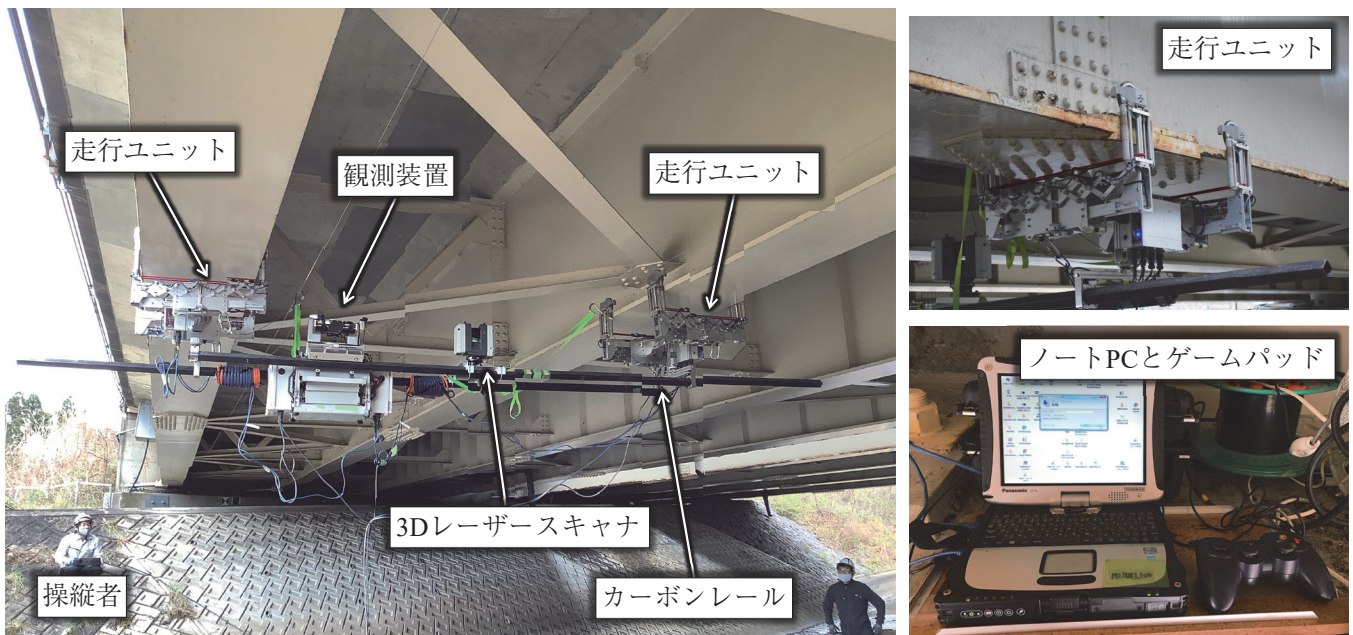 走行ユニット
観測装置
走行ユニット
3Dレーザースキャナ
操縦者
カーボンレール
走行ユニット
ノートPCとゲームパッド
Panasonic